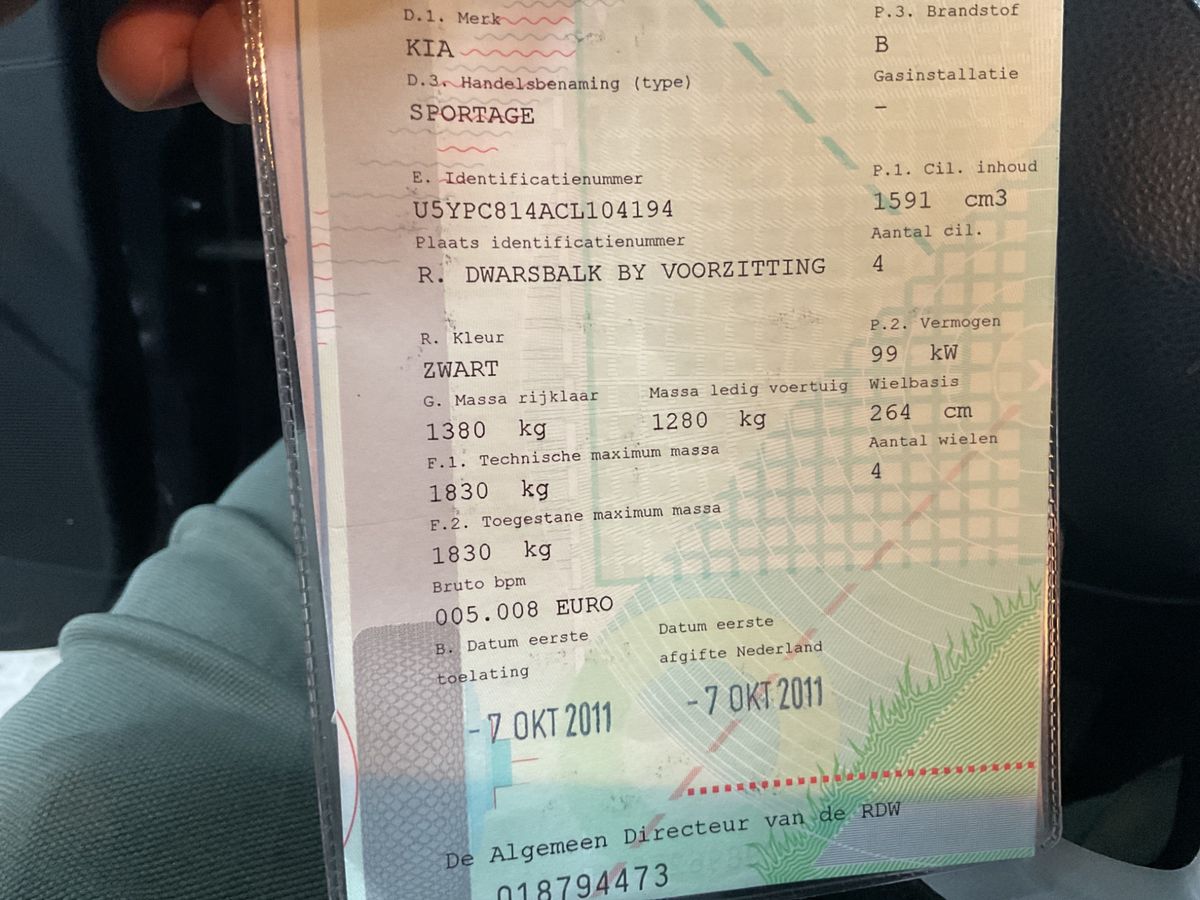 D.1. Merk
KIA
D.3. Handelsbenaming (type)
SPORTAGE
E. Identificatienummer
U5YPC814ACL104194
Plaats identificatienummer
R. DWARSBALK BY VOORZITTING
R. Kleur
ZWART
G. Massa rijklaar
1380 kg
Massa ledig voertuig
1280 kg
F.1. Technische maximum massa
1830 kg
F.2. Toegestane maximum massa
1830 kg
Bruto bpm
005.008 EURO
B. Datum eerste
toelating
-7 OKT 2011
Datum eerste
afgifte Nederland
-7 OKT 2011
P.3. Brandstof
B
Gasinstallatie
–
P.1. Cil. inhoud
1591 cm3
Aantal cil.
4
P.2. Vermogen
99 kW
Wielbasis
264 cm
Aantal wielen
4
De Algemeen Directeur van de RDW
018794473